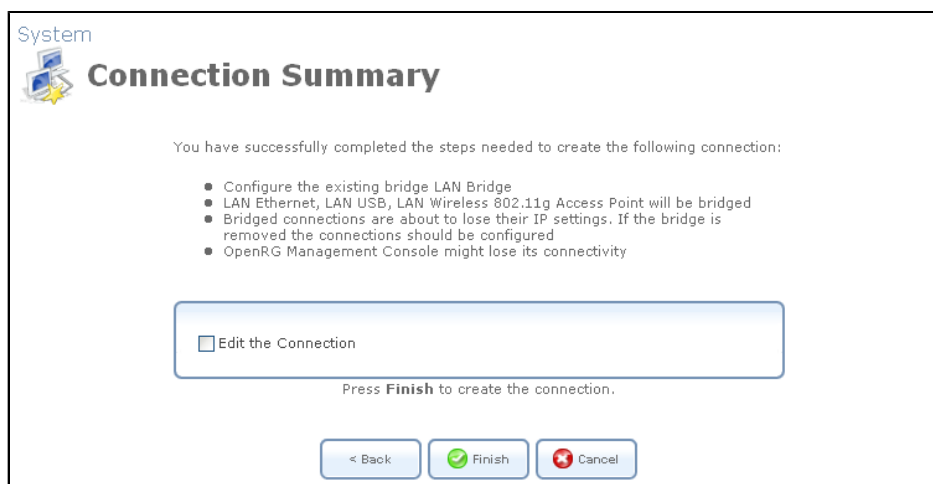 System
Connection Summary
You have successfully completed the steps needed to create the following connection:
● Configure the existing bridge LAN Bridge
● LAN Ethernet, LAN USB, LAN Wireless 802.11g Access Point will be bridged
● Bridged connections are about to lose their IP settings. If the bridge is
removed the connections should be configured
● OpenRG Management Console might lose its connectivity
Edit the Connection
Press Finish to create the connection.
< Back
Finish
Cancel